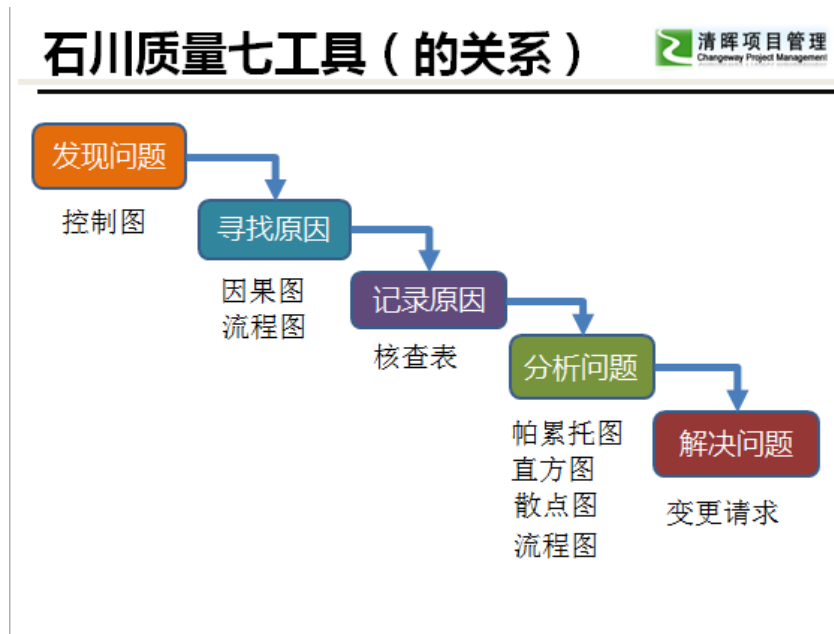 石川质量七工具（的关系）
清晖项目管理
Changeway Project Management
发现问题
控制图
寻找原因
因果图
流程图
记录原因
核查表
分析问题
帕累托图
直方图
散点图
流程图
解决问题
变更请求